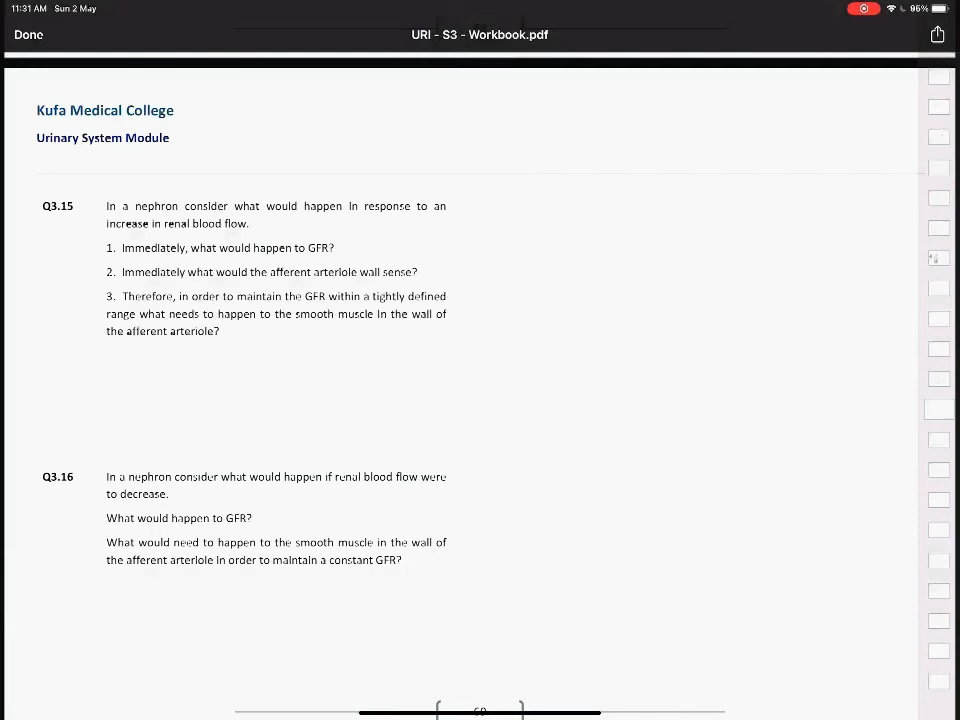 11:31 AM Sun 2 May
95%
Done
URI - S3 - Workbook.pdf
Kufa Medical College
Urinary System Module
Q3.15 In a nephron consider what would happen in response to an
increase in renal blood flow.
1. Immediately, what would happen to GFR?
2. Immediately what would the afferent arteriole wall sense?
3. Therefore, in order to maintain the GFR within a tightly defined
range what needs to happen to the smooth muscle in the wall of
the afferent arteriole?
Q3.16 In a nephron consider what would happen if renal blood flow were
to decrease.
What would happen to GFR?
What would need to happen to the smooth muscle in the wall of
the afferent arteriole in order to maintain a constant GFR?